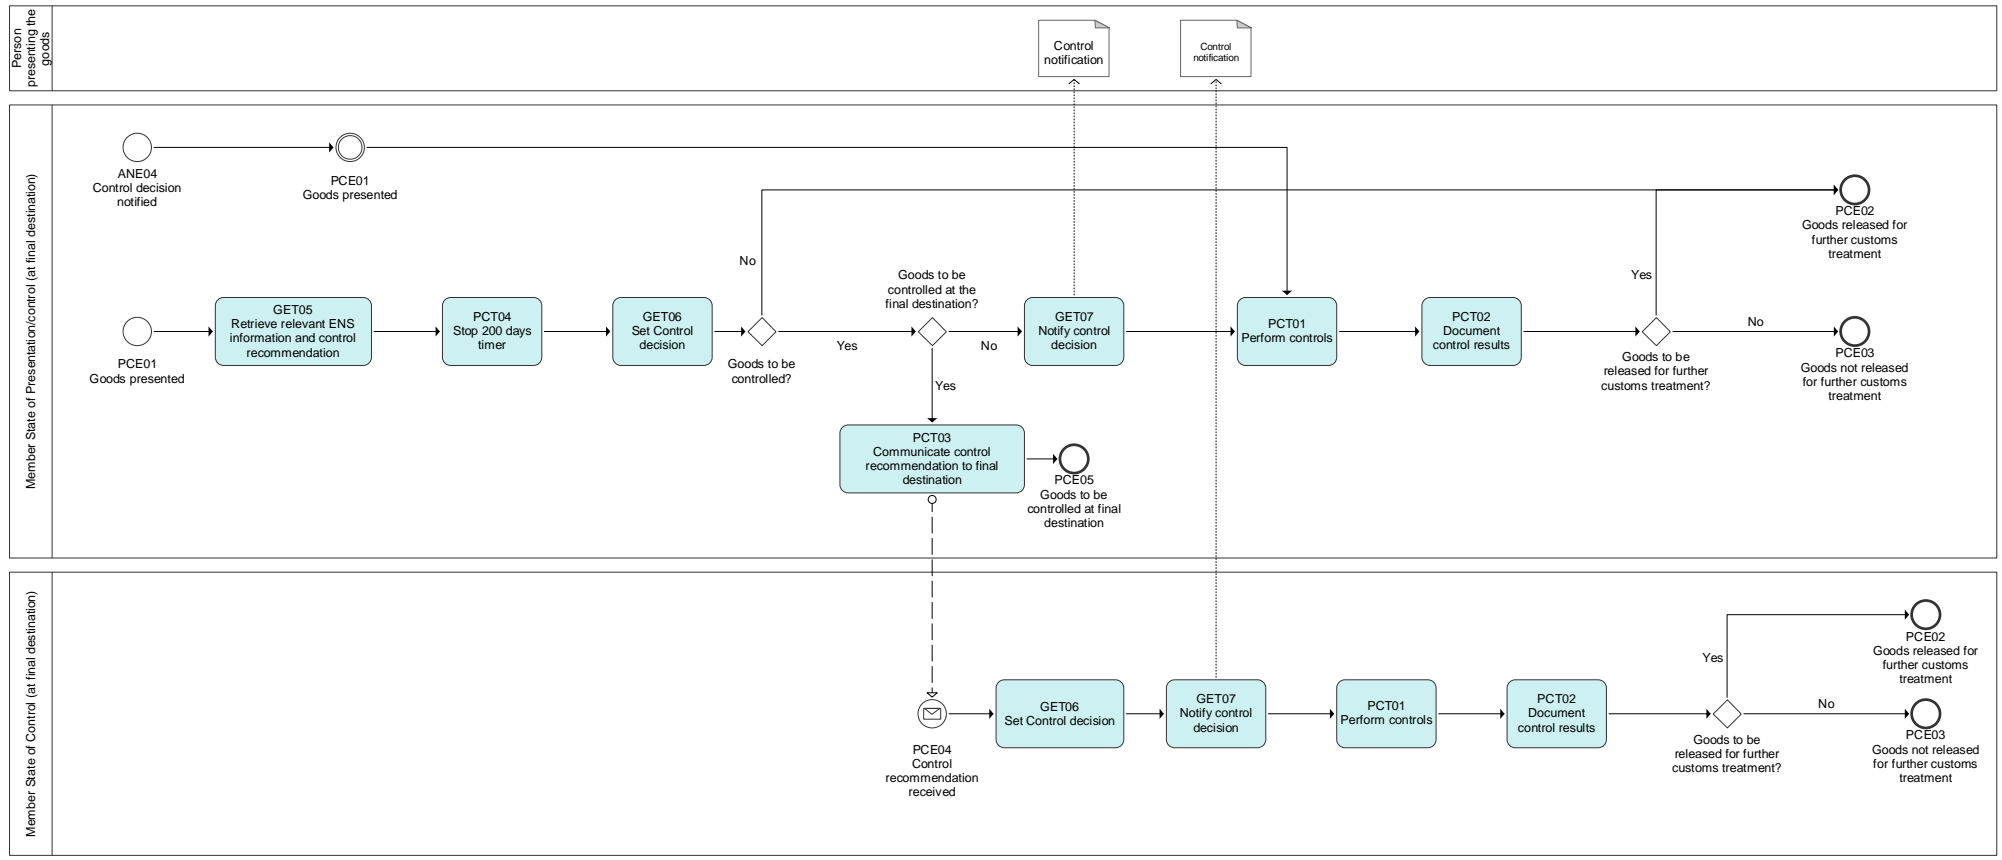 Person
presenting the
goods
Control
notification
Control
notification
Member State of Presentation/control (at final destination)
ANE04
Control decision
notified
PCE01
Goods presented
PCE02
Goods released for
further customs
treatment
No
Goods to be
controlled at the
final destination?
Yes
PCE01
Goods presented
GET05
Retrieve relevant ENS
information and control
recommendation
PCT04
Stop 200 days
timer
GET06
Set Control
decision
Goods to be
controlled?
Yes
No
GET07
Notify control
decision
PCT01
Perform controls
PCT02
Document
control results
Goods to be
released for further
customs treatment?
No
PCE03
Goods not released
for further customs
treatment
Yes
PCT03
Communicate control
recommendation to final
destination
PCE05
Goods to be
controlled at final
destination
Member State of Control (at final destination)
PCE04
Control
recommendation
received
GET06
Set Control decision
GET07
Notify control
decision
PCT01
Perform controls
PCT02
Document
control results
Goods to be
released for further
customs treatment?
Yes
PCE02
Goods released for
further customs
treatment
No
PCE03
Goods not released
for further customs
treatment